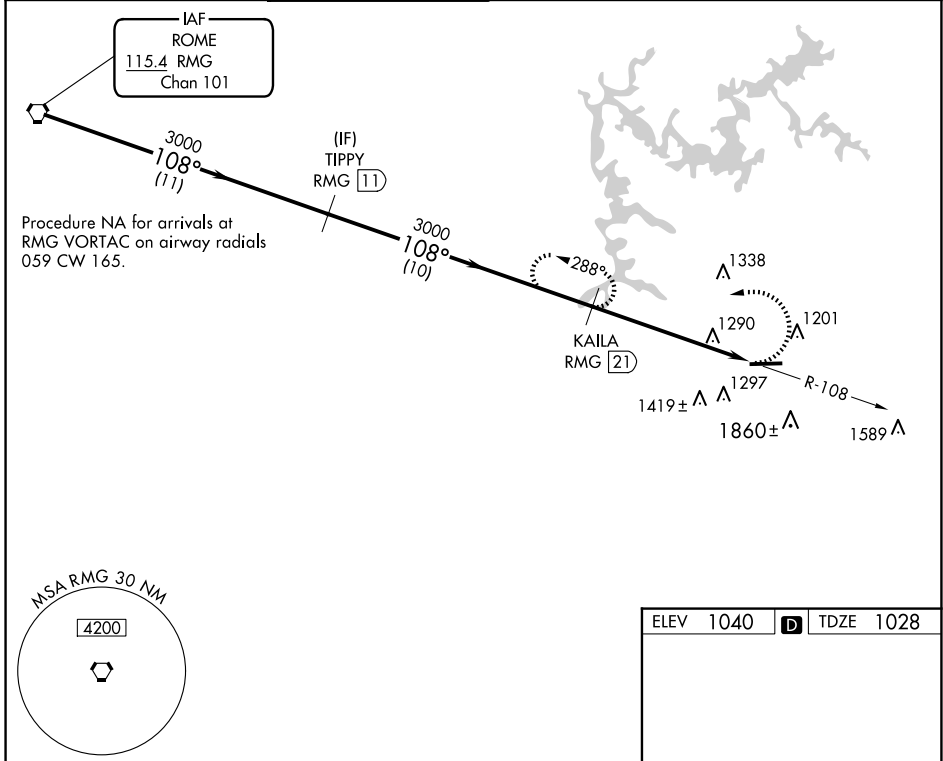 IAF
ROME
115.4 RMG
Chan 101
3000
108°
(11)
(IF)
TIPPY
RMG 11
Procedure NA for arrivals at
RMG VORTAC on airway radials
059 CW 165.
3000
108°
(10)
288°
KAILA
RMG 21
1338
1290
1201
1297
1419±
1860±
R-108
1589
MSA RMG 30 NM
4200
ELEV 1040 D TDZE 1028